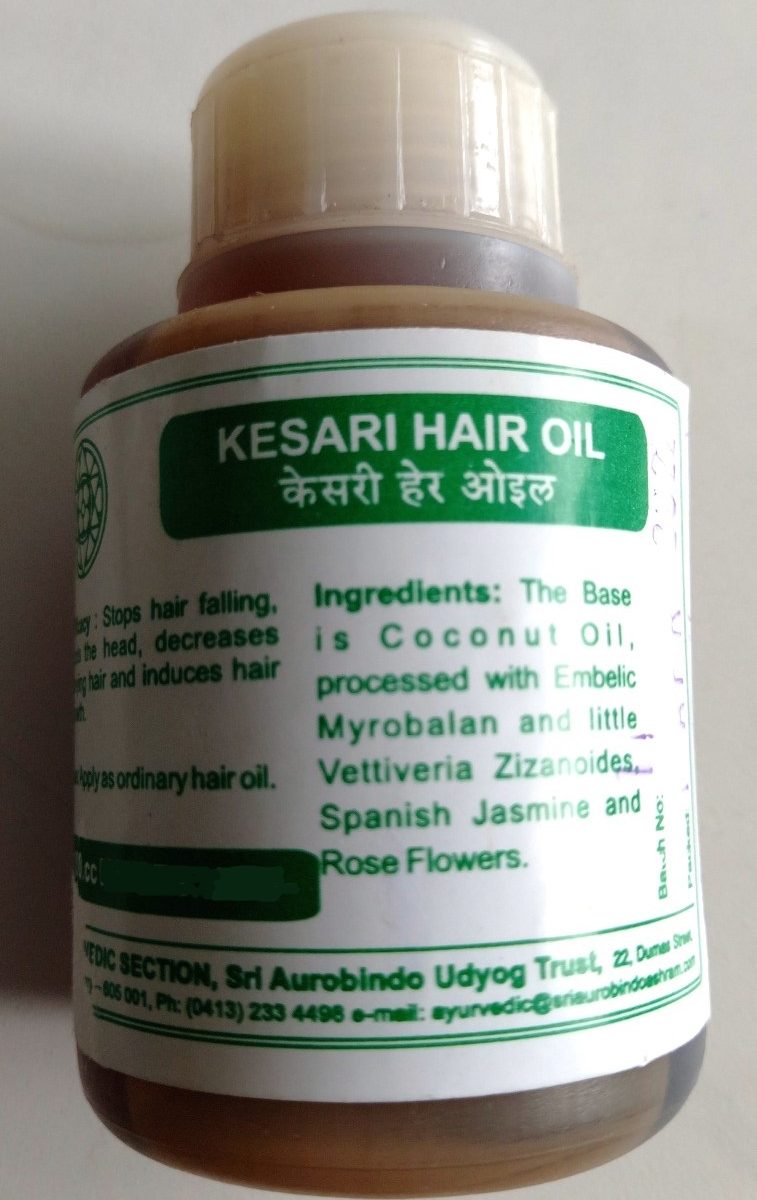 KESARI HAIR OIL
केसरी हेर ओइल
: Stops hair falling,
the head, decreases
hair and induces hair
Apply as ordinary hair oil.
Ingredients: The Base
is Coconut Oil,
processed with Embelic
Myrobalan and little
Vettiveria Zizanoides,
Spanish Jasmine and
Rose Flowers.
cc
Batch No:
Packed
VEDIC SECTION, Sri Aurobindo Udyog Trust, 22, Dumas Street,
– 605 001, Ph: (0413) 233 4496 e-mail: ayurvedic@sriaurobindoashram.com